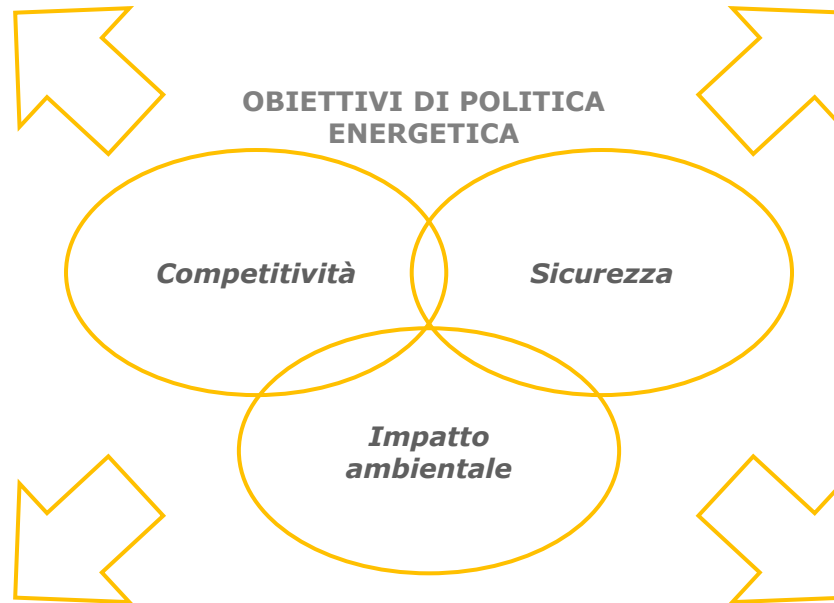 OBIETTIVI DI POLITICA
ENERGETICA
Competitività
Sicurezza
Impatto
ambientale